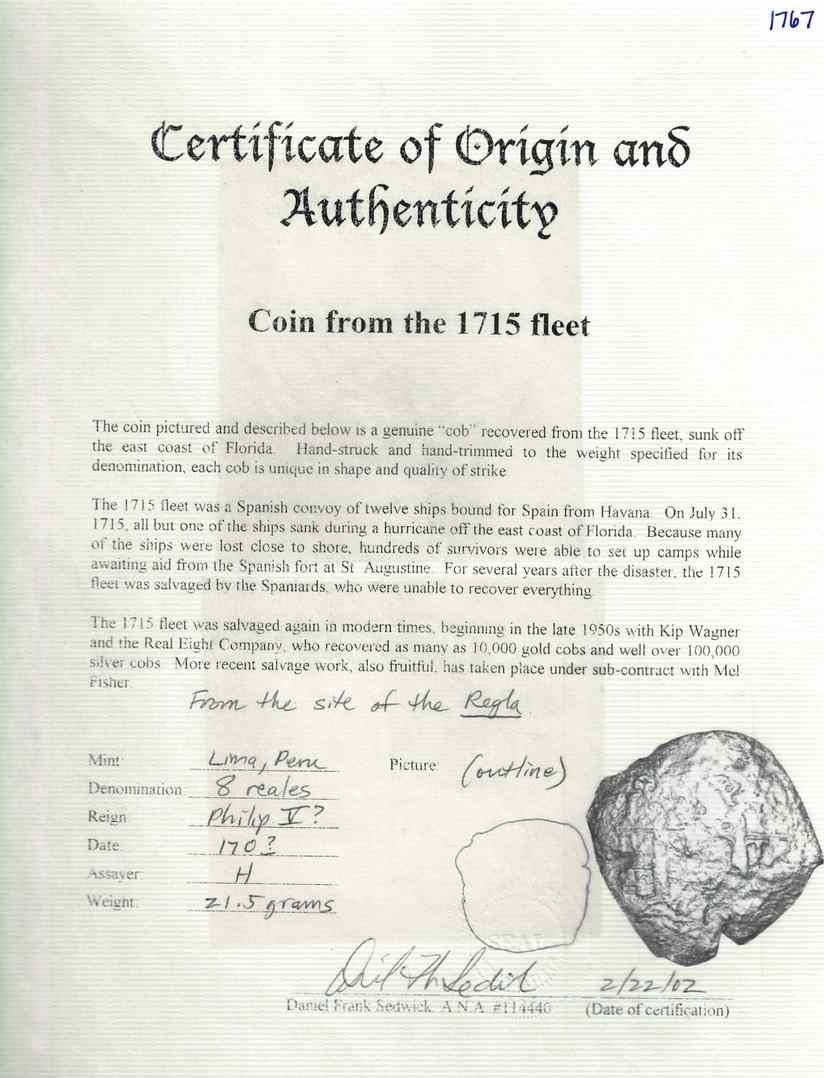 1767
Certificate of Origin and
Authenticity
Coin from the 1715 fleet
The coin pictured and described below is a genuine "cob" recovered from the 1715 fleet, sunk off
the east coast of Florida. Hand-struck and hand-trimmed to the weight specified for its
denomination, each cob is unique in shape and quality of strike
The 1715 fleet was a Spanish convoy of twelve ships bound for Spain from Havana. On July 31,
1715, all but one of the ships sank during a hurricane off the east coast of Florida. Because many
of the ships were lost close to shore, hundreds of survivors were able to set up camps while
awaiting aid from the Spanish fort at St Augustine. For several years after the disaster, the 1715
fleet was salvaged by the Spaniards, who were unable to recover everything
The 1715 fleet was salvaged again in modern times, beginning in the late 1950s with Kip Wagner
and the Real Eight Company, who recovered as many as 10,000 gold cobs and well over 100,000
silver cobs. More recent salvage work, also fruitful, has taken place under sub-contract with Mel
Fisher.
From the site of the Regla
Mint: Lima, Peru
Picture: (outline)
Denomination: 8 reales
Reign: Philip V?
Date: 170?
Assayer: H
Weight: 21.5 grams
SEAL
2/22/02
Daniel Frank Sedwick, A.N.A. #114440 (Date of certification)